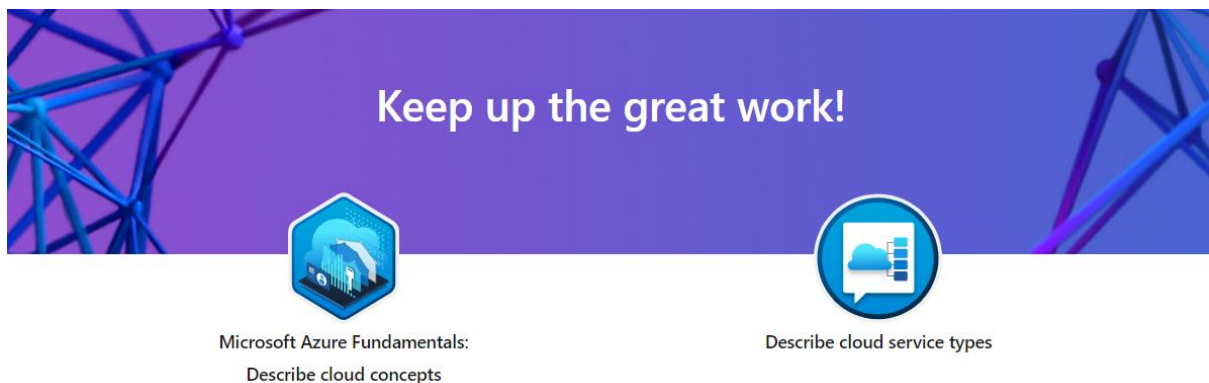 Keep up the great work!
Microsoft Azure Fundamentals:
Describe cloud concepts
Describe cloud service types